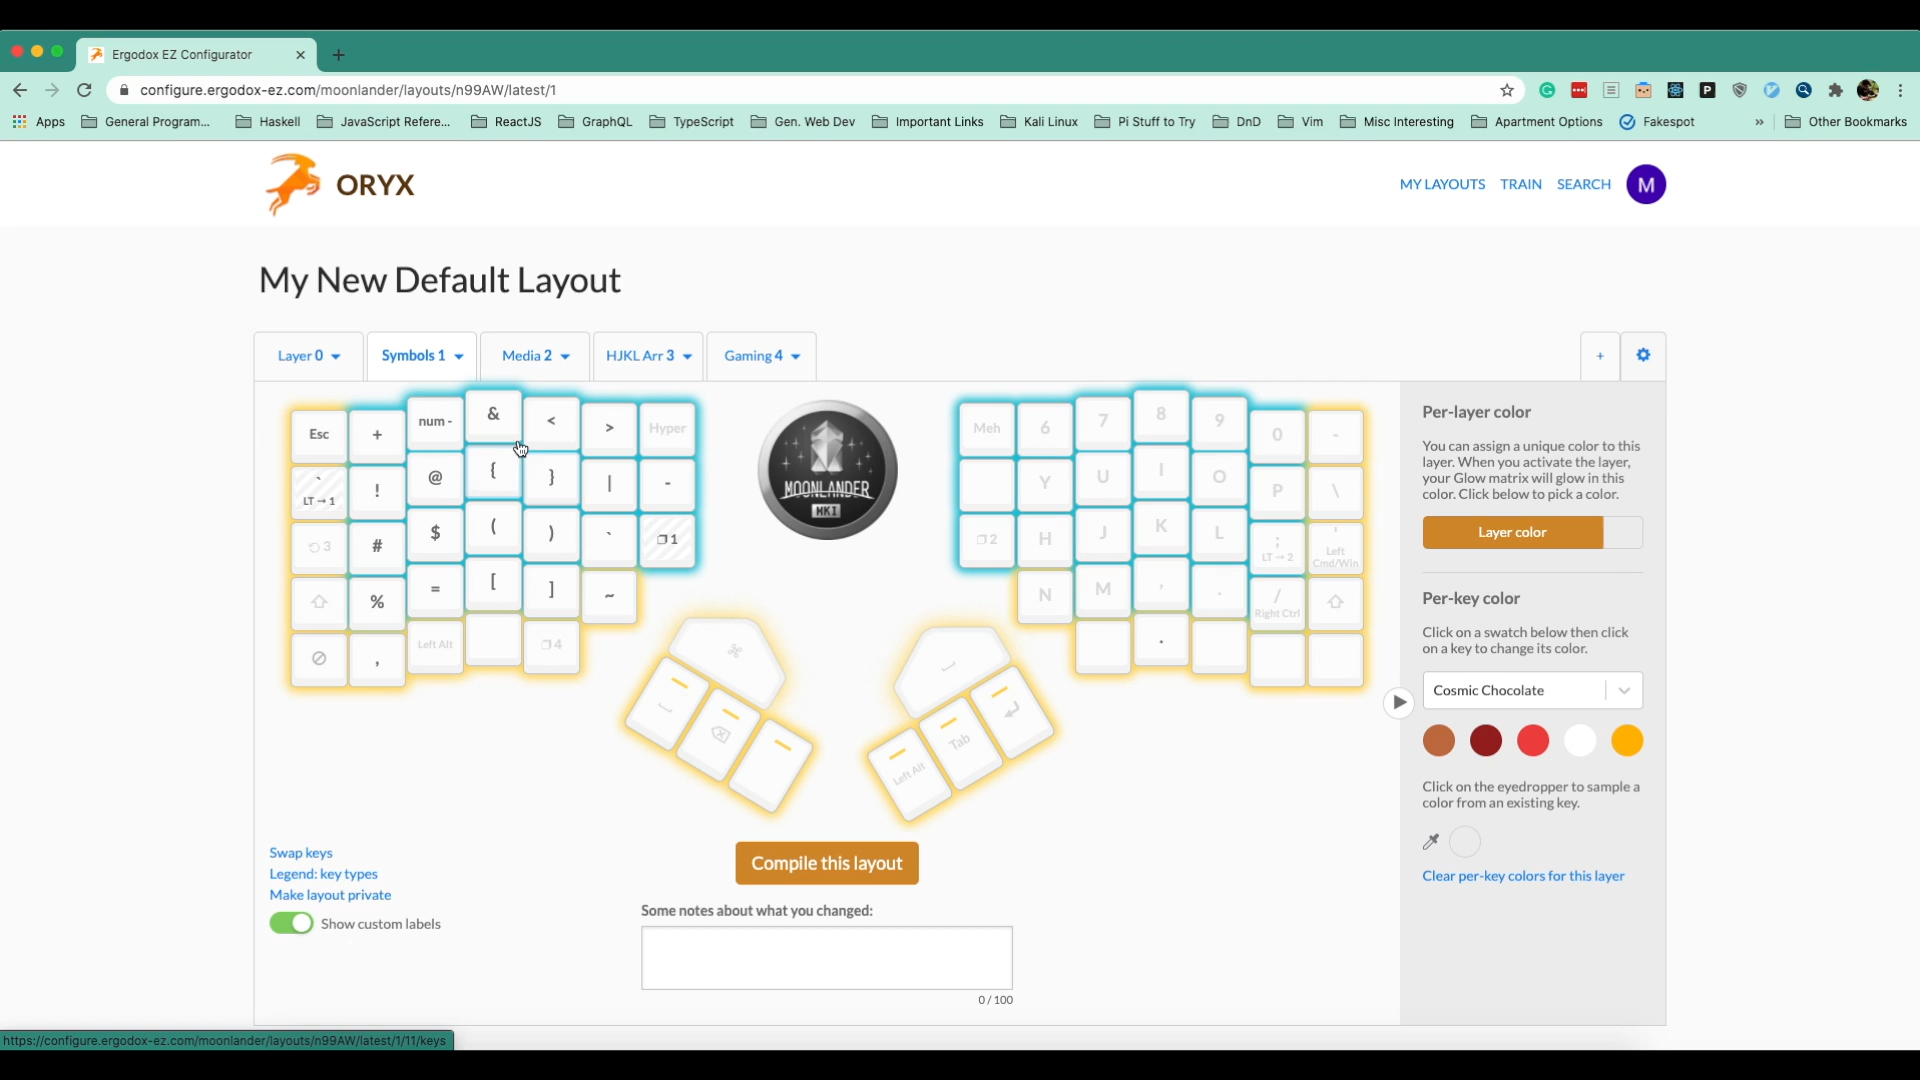 Ergodox EZ Configurator
configure.ergodox-ez.com/moonlander/layouts/n99AW/latest/1
Apps General Program... Haskell JavaScript Refere... ReactJS GraphQL TypeScript Gen. Web Dev Important Links Kali Linux Pi Stuff to Try DnD Vim Misc Interesting Apartment Options Fakespot » Other Bookmarks
ORYX
MY LAYOUTS TRAIN SEARCH M
My New Default Layout
Layer 0 Symbols 1 Media 2 HJKL Arr 3 Gaming 4 +
Esc + num - & < > Hyper
` LT → 1 ! @ { } | -
3 # $ ( ) ` 1
% = [ ] ~
, Left Alt 4
MOONLANDER
MK I
Meh 6 7 8 9 0 -
Y U I O P \
2 H J K L ; LT → 2 ' Left Cmd/Win
N M , . / Right Ctrl
.
Left Alt Tab
Per-layer color
You can assign a unique color to this
layer. When you activate the layer,
your Glow matrix will glow in this
color. Click below to pick a color.
Layer color
Per-key color
Click on a swatch below then click
on a key to change its color.
Cosmic Chocolate
Click on the eyedropper to sample a
color from an existing key.
Clear per-key colors for this layer
Swap keys
Legend: key types
Make layout private
Show custom labels
Compile this layout
Some notes about what you changed:
0 / 100
https://configure.ergodox-ez.com/moonlander/layouts/n99AW/latest/1/11/keys